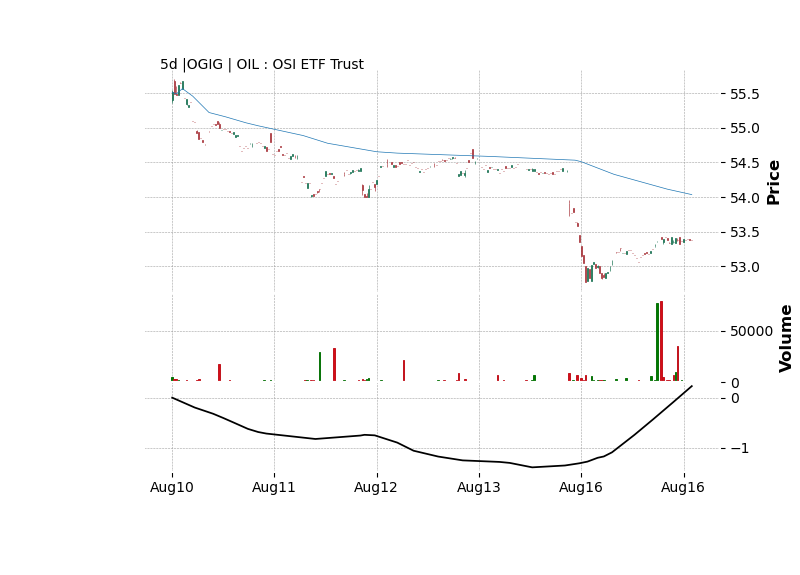 5d |OGIG | OIL : OSI ETF Trust
55.5
55.0
54.5
54.0
53.5
53.0
Price
50000
0
Volume
0
−1
Aug10 Aug11 Aug12 Aug13 Aug16 Aug16